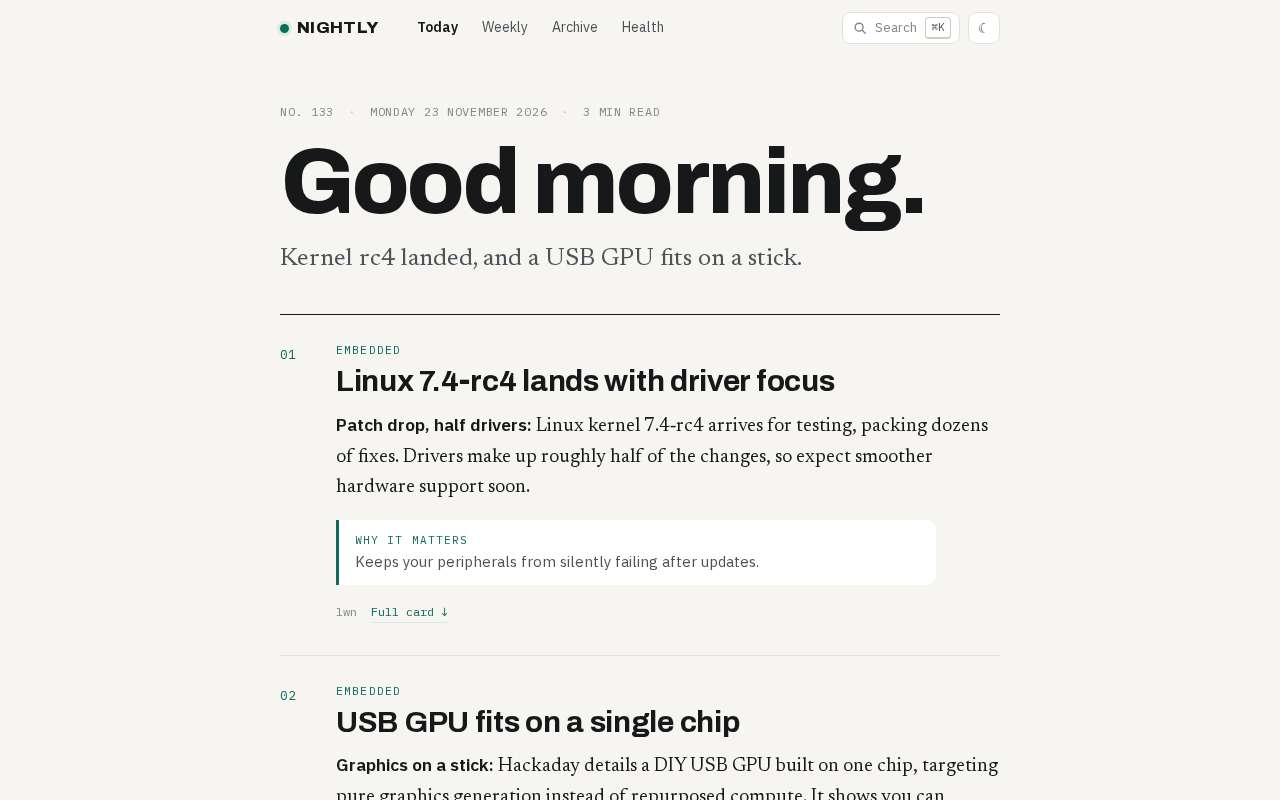 NIGHTLY
Today Weekly Archive Health
Search ⌘K ☾
NO. 133 · MONDAY 23 NOVEMBER 2026 · 3 MIN READ
Good morning.
Kernel rc4 landed, and a USB GPU fits on a stick.
01
EMBEDDED
Linux 7.4-rc4 lands with driver focus
Patch drop, half drivers: Linux kernel 7.4-rc4 arrives for testing, packing dozens
of fixes. Drivers make up roughly half of the changes, so expect smoother
hardware support soon.
WHY IT MATTERS
Keeps your peripherals from silently failing after updates.
lwn Full card ↓
02
EMBEDDED
USB GPU fits on a single chip
Graphics on a stick: Hackaday details a DIY USB GPU built on one chip, targeting
pure graphics generation instead of repurposed compute. It shows you can